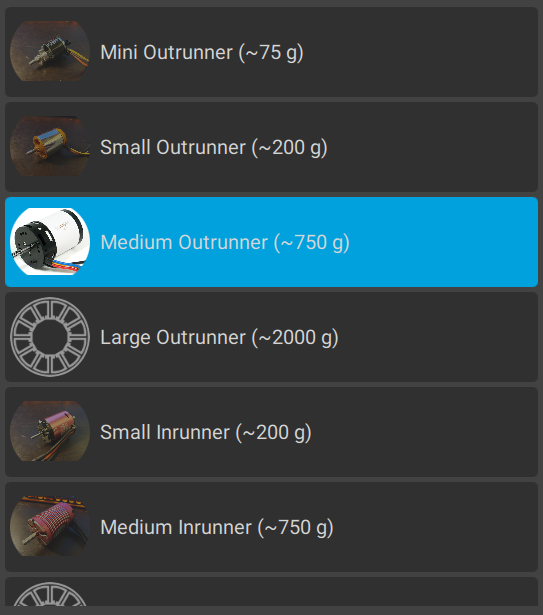 Mini Outrunner (~75 g)
Small Outrunner (~200 g)
Medium Outrunner (~750 g)
Large Outrunner (~2000 g)
Small Inrunner (~200 g)
Medium Inrunner (~750 g)